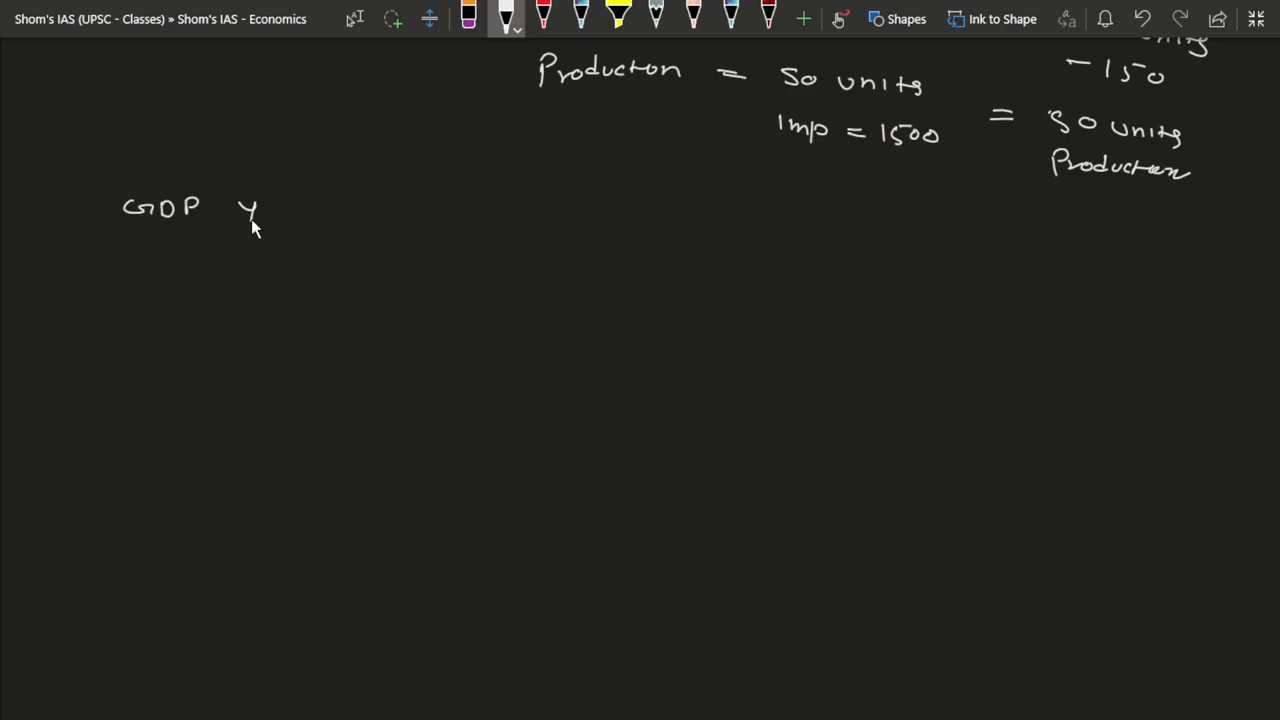 Shom's IAS (UPSC - Classes) » Shom's IAS - Economics
Shapes
Ink to Shape
units
Production = 50 units
- 150
Imp = 1500
= 50 units
Production
GDP Y